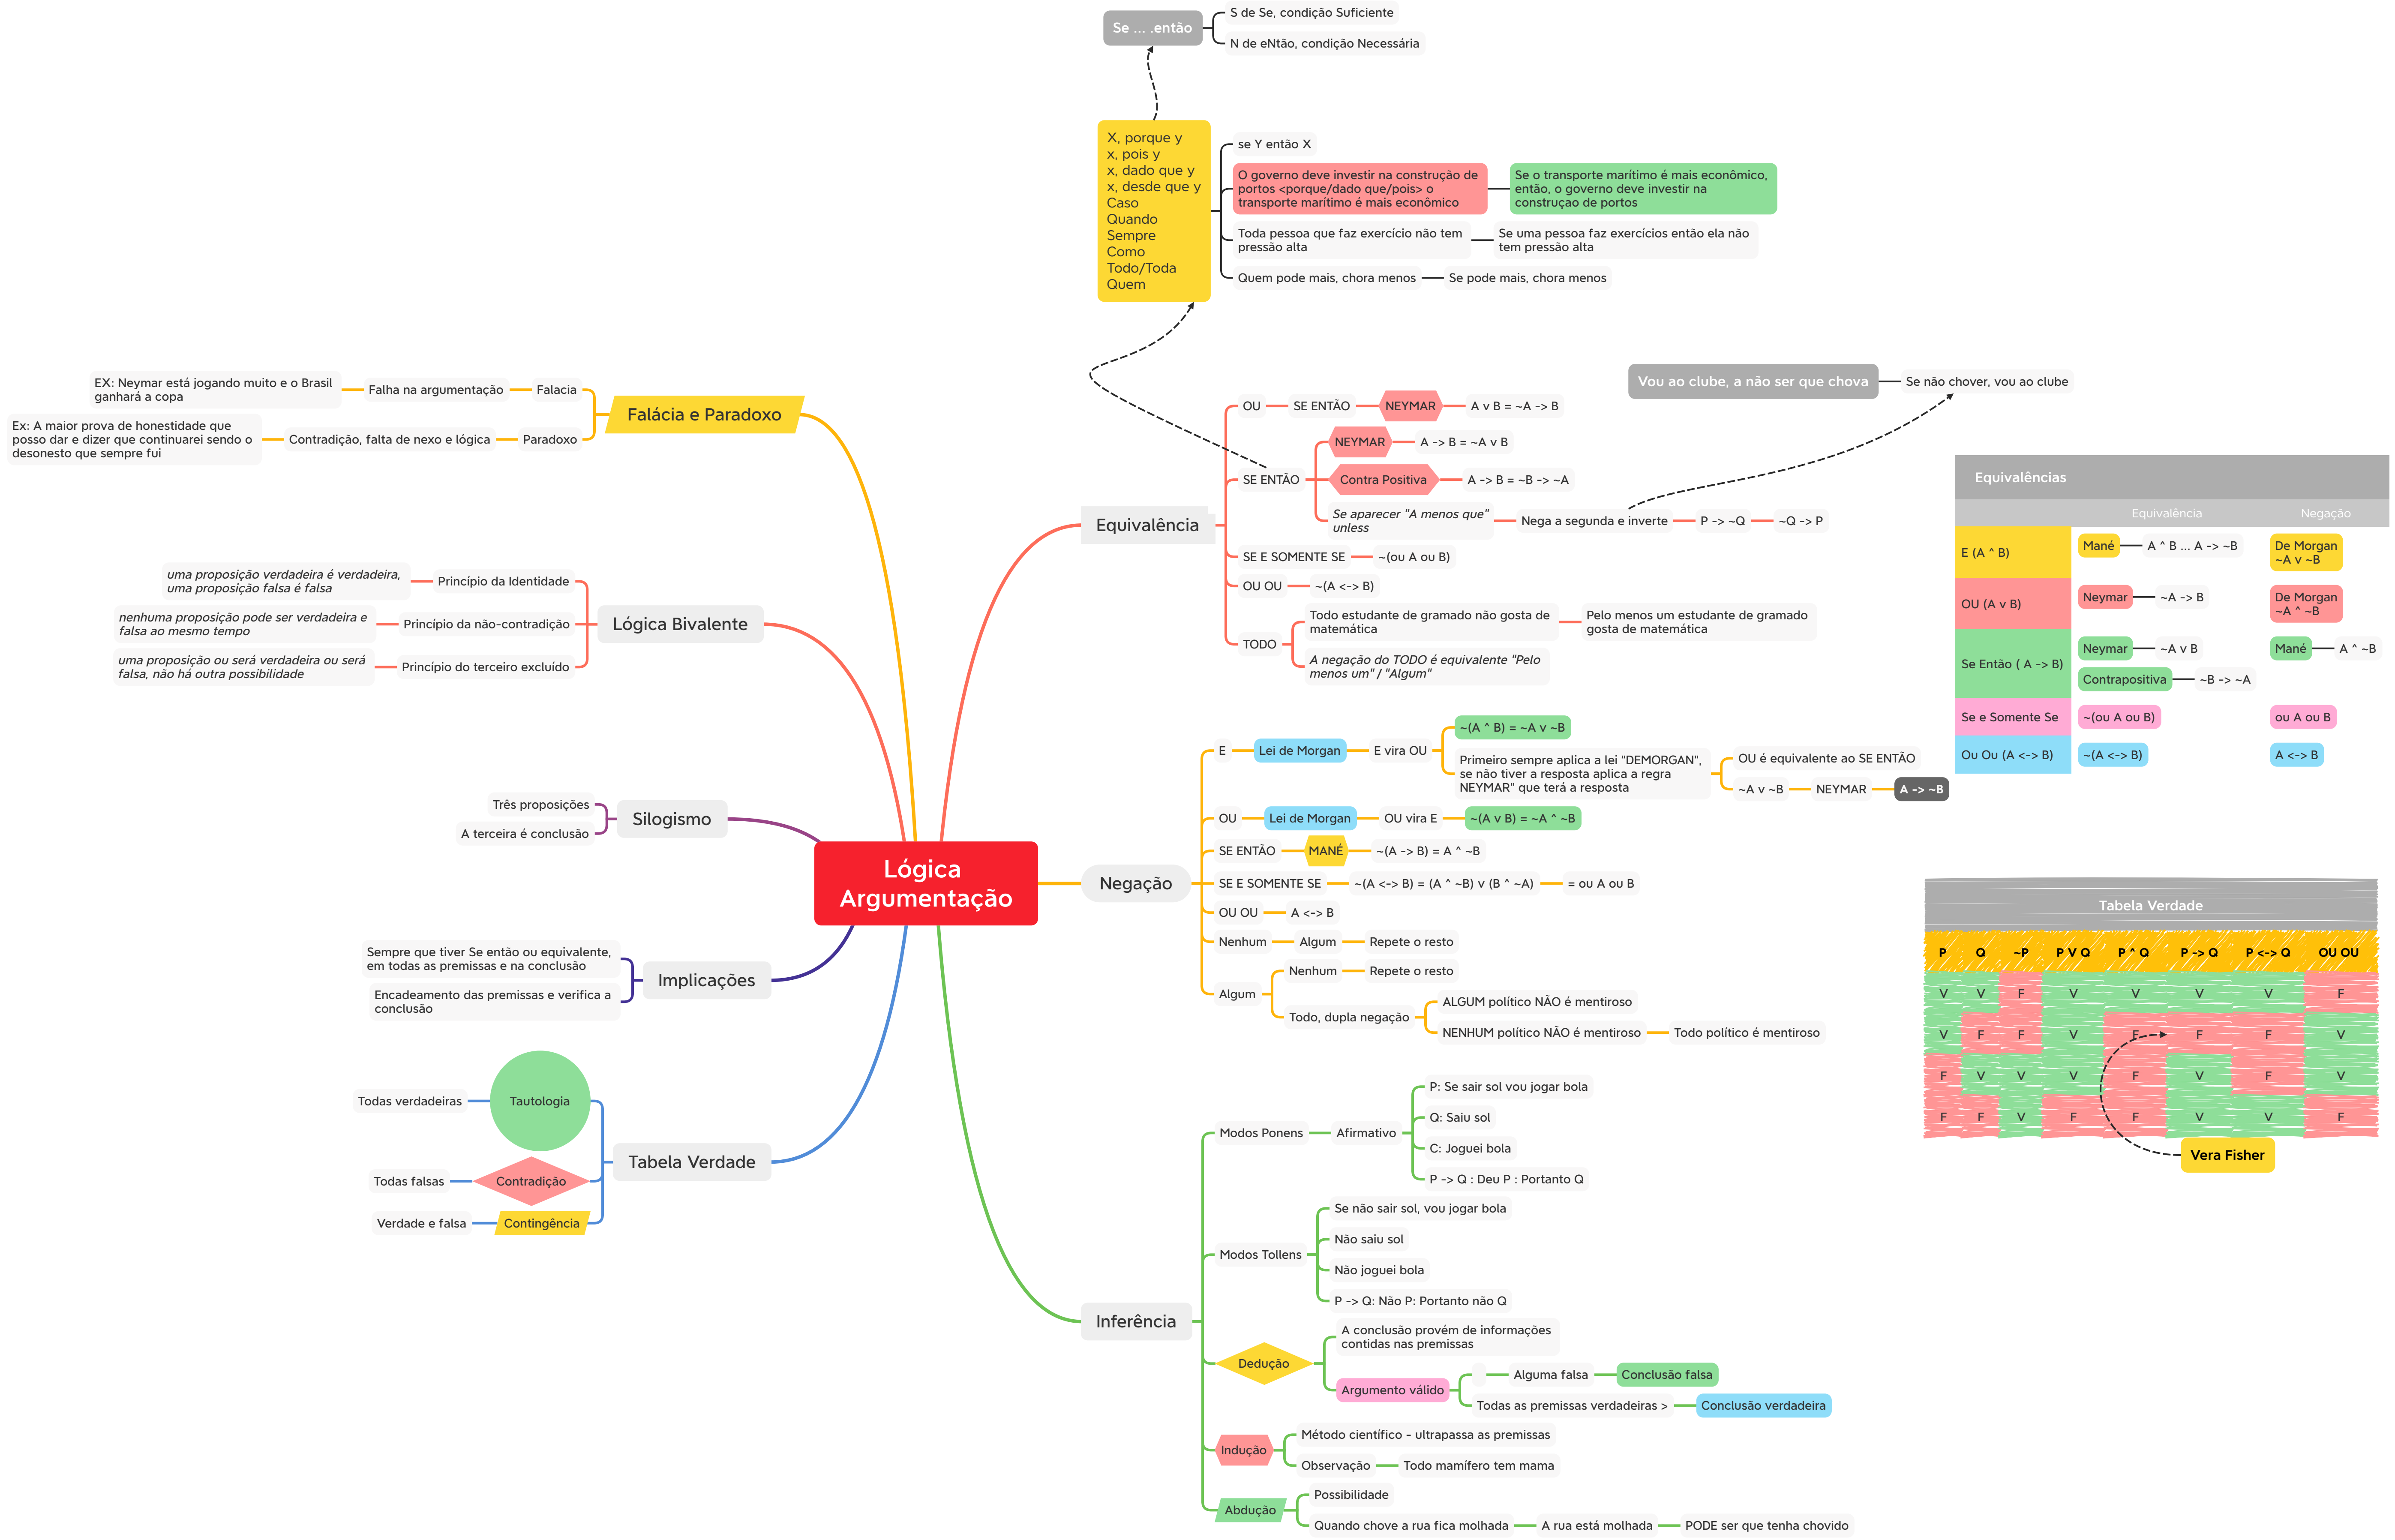 Se ... .então
S de Se, condição Suficiente
N de eNtão, condição Necessária
X, porque y
x, pois y
x, dado que y
x, desde que y
Caso
Quando
Sempre
Como
Todo/Toda
Quem
se Y então X
O governo deve investir na construção de
portos <porque/dado que/pois> o
transporte marítimo é mais econômico
Se o transporte marítimo é mais econômico,
então, o governo deve investir na
construçao de portos
Toda pessoa que faz exercício não tem
pressão alta
Se uma pessoa faz exercícios então ela não
tem pressão alta
Quem pode mais, chora menos
Se pode mais, chora menos
Vou ao clube, a não ser que chova
Se não chover, vou ao clube
Falácia e Paradoxo
Falacia
Falha na argumentação
EX: Neymar está jogando muito e o Brasil
ganhará a copa
Paradoxo
Contradição, falta de nexo e lógica
Ex: A maior prova de honestidade que
posso dar e dizer que continuarei sendo o
desonesto que sempre fui
Lógica Bivalente
Princípio da Identidade
uma proposição verdadeira é verdadeira,
uma proposição falsa é falsa
Princípio da não-contradição
nenhuma proposição pode ser verdadeira e
falsa ao mesmo tempo
Princípio do terceiro excluído
uma proposição ou será verdadeira ou será
falsa, não há outra possibilidade
Silogismo
Três proposições
A terceira é conclusão
Lógica
Argumentação
Implicações
Sempre que tiver Se então ou equivalente,
em todas as premissas e na conclusão
Encadeamento das premissas e verifica a
conclusão
Tabela Verdade
Tautologia
Todas verdadeiras
Contradição
Todas falsas
Contingência
Verdade e falsa
Equivalência
OU
SE ENTÃO
NEYMAR
A v B = ~A -> B
SE ENTÃO
NEYMAR
A -> B = ~A v B
Contra Positiva
A -> B = ~B -> ~A
Se aparecer "A menos que"
unless
Nega a segunda e inverte
P -> ~Q
~Q -> P
SE E SOMENTE SE
~(ou A ou B)
OU OU
~(A <-> B)
TODO
Todo estudante de gramado não gosta de
matemática
Pelo menos um estudante de gramado
gosta de matemática
A negação do TODO é equivalente "Pelo
menos um" / "Algum"
Negação
E
Lei de Morgan
E vira OU
~(A ^ B) = ~A v ~B
Primeiro sempre aplica a lei "DEMORGAN",
se não tiver a resposta aplica a regra
NEYMAR" que terá a resposta
OU é equivalente ao SE ENTÃO
~A v ~B
NEYMAR
A -> ~B
OU
Lei de Morgan
OU vira E
~(A v B) = ~A ^ ~B
SE ENTÃO
MANÉ
~(A -> B) = A ^ ~B
SE E SOMENTE SE
~(A <-> B) = (A ^ ~B) v (B ^ ~A)
= ou A ou B
OU OU
A <-> B
Nenhum
Algum
Repete o resto
Algum
Nenhum
Repete o resto
Todo, dupla negação
ALGUM político NÃO é mentiroso
NENHUM político NÃO é mentiroso
Todo político é mentiroso
Inferência
Modos Ponens
Afirmativo
P: Se sair sol vou jogar bola
Q: Saiu sol
C: Joguei bola
P -> Q : Deu P : Portanto Q
Modos Tollens
Se não sair sol, vou jogar bola
Não saiu sol
Não joguei bola
P -> Q: Não P: Portanto não Q
Dedução
A conclusão provém de informações
contidas nas premissas
Argumento válido
Alguma falsa
Conclusão falsa
Todas as premissas verdadeiras >
Conclusão verdadeira
Indução
Método científico - ultrapassa as premissas
Observação
Todo mamífero tem mama
Abdução
Possibilidade
Quando chove a rua fica molhada
A rua está molhada
PODE ser que tenha chovido
Equivalências
Equivalência Negação
E (A ^ B)
Mané
A ^ B ... A -> ~B
De Morgan
~A v ~B
OU (A v B)
Neymar
~A -> B
De Morgan
~A ^ ~B
Se Então ( A -> B)
Neymar
~A v B
Contrapositiva
~B -> ~A
Mané
A ^ ~B
Se e Somente Se
~(ou A ou B)
ou A ou B
Ou Ou (A <-> B)
~(A <-> B)
A <-> B
Tabela Verdade
P Q ~P P V Q P ^ Q P -> Q P <-> Q OU OU
V V F V V V V F
V F F V F F F V
F V V V F V F V
F F V F F V V F
Vera Fisher